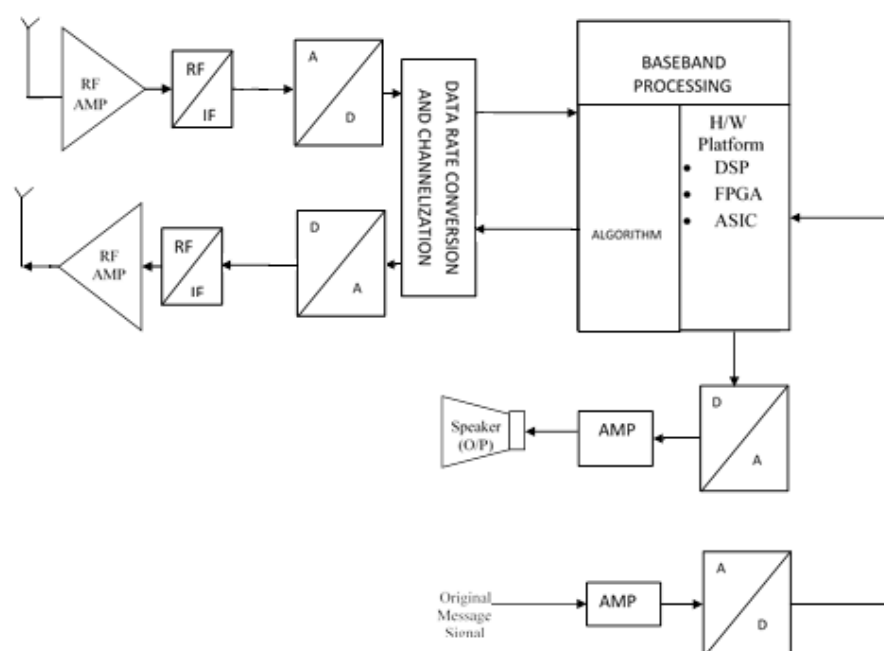 RF
AMP
RF
IF
A
D
DATA RATE CONVERSION
AND CHANNELIZATION
BASEBAND
PROCESSING
ALGORITHM
H/W
Platform
• DSP
• FPGA
• ASIC
RF
AMP
RF
IF
D
A
Speaker
(O/P)
AMP
D
A
Original
Message
Signal
AMP
A
D